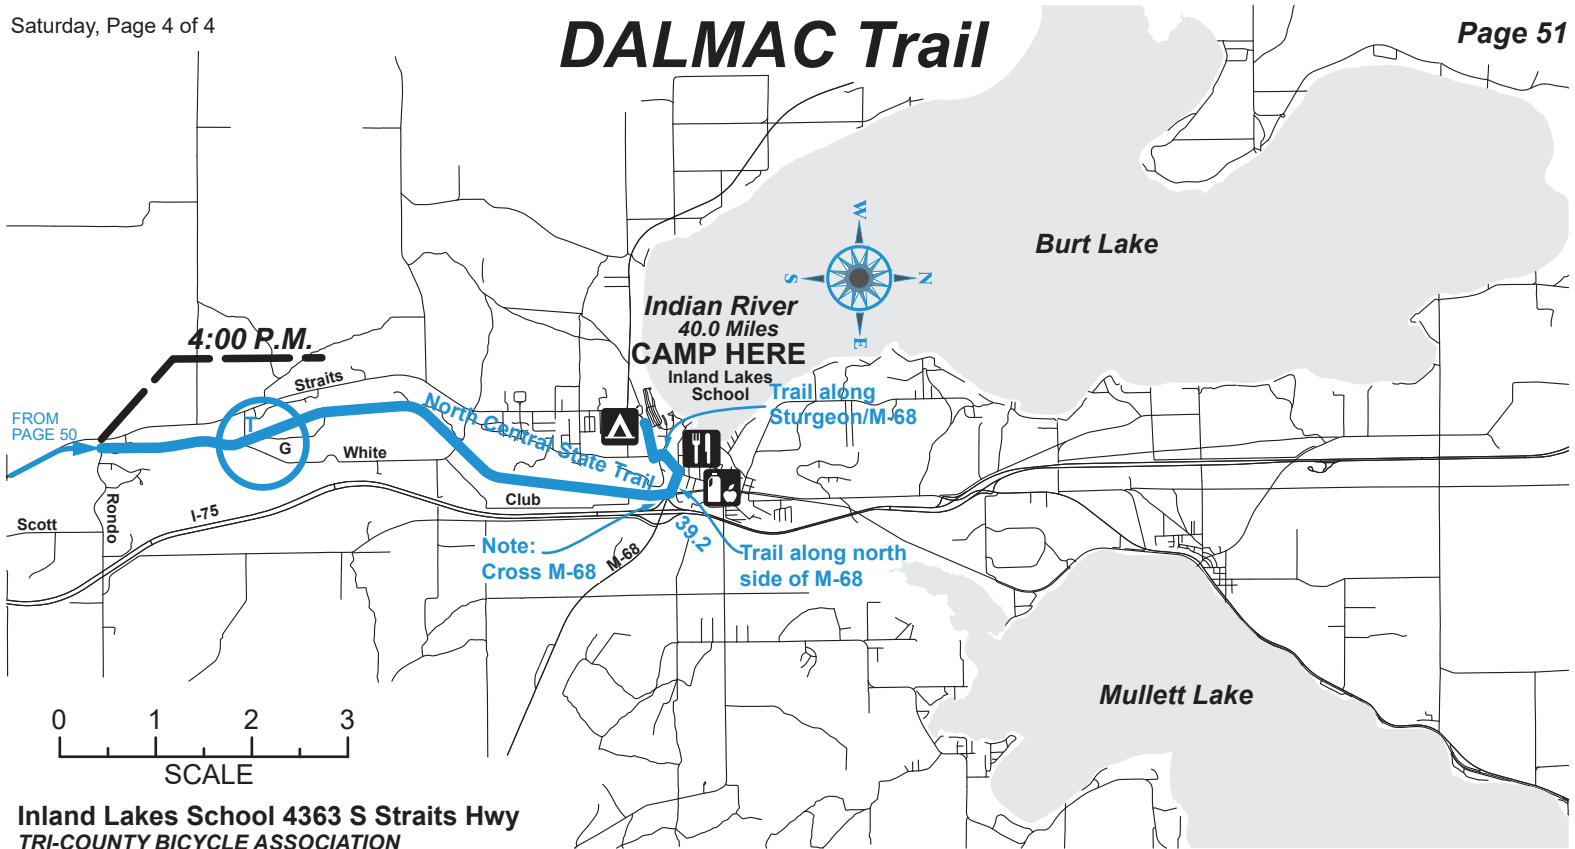 Saturday, Page 4 of 4
DALMAC Trail
Page 51
Burt Lake
W
S
N
E
Indian River
40.0 Miles
CAMP HERE
Inland Lakes
School
4:00 P.M.
Straits
FROM
PAGE 50
T
G
White
North Central State Trail
Trail along
Sturgeon/M-68
Club
I-75
Rondo
Scott
Note:
Cross M-68
M-68
39.2
Trail along north
side of M-68
Mullett Lake
0 1 2 3
SCALE
Inland Lakes School 4363 S Straits Hwy
TRI-COUNTY BICYCLE ASSOCIATION